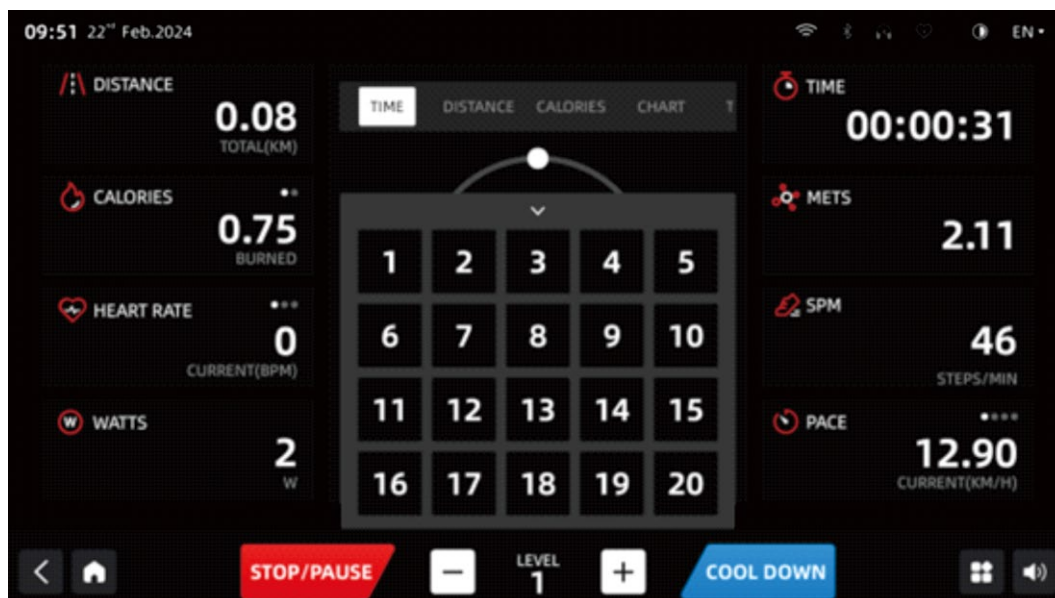 09:51 22nd Feb.2024
EN
DISTANCE
0.08
TOTAL(KM)
CALORIES
0.75
BURNED
HEART RATE
0
CURRENT(BPM)
W WATTS
2
W
TIME DISTANCE CALORIES CHART T
1 2 3 4 5
6 7 8 9 10
11 12 13 14 15
16 17 18 19 20
TIME
00:00:31
METS
2.11
SPM
46
STEPS/MIN
PACE
12.90
CURRENT(KM/H)
STOP/PAUSE
LEVEL
1
COOL DOWN